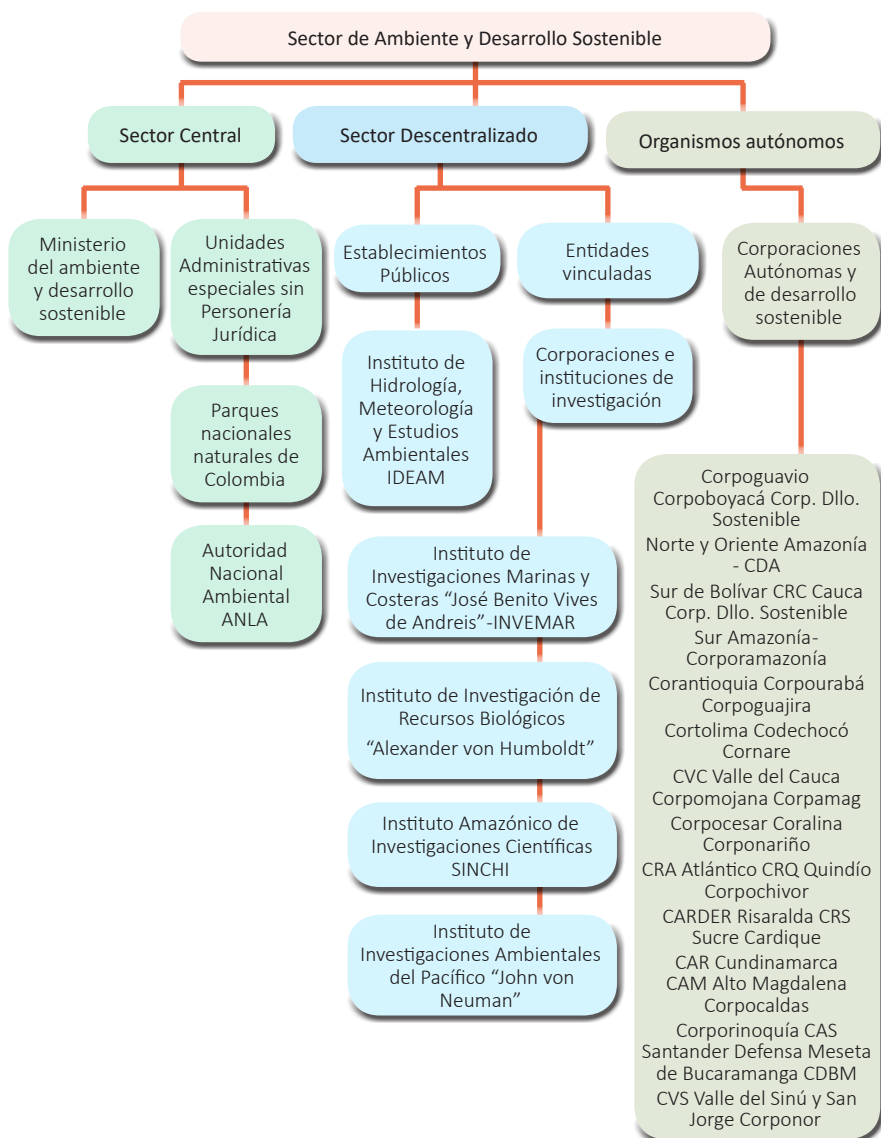 Sector de Ambiente y Desarrollo Sostenible
Sector Central
Sector Descentralizado
Organismos autónomos
Ministerio
del ambiente
y desarrollo
sostenible
Unidades
Administrativas
especiales sin
Personería
Jurídica
Establecimientos
Públicos
Entidades
vinculadas
Corporaciones
Autónomas y
de desarrollo
sostenible
Parques
nacionales
naturales de
Colombia
Autoridad
Nacional
Ambiental
ANLA
Instituto de
Hidrología,
Meteorología
y Estudios
Ambientales
IDEAM
Corporaciones e
instituciones de
investigación
Instituto de
Investigaciones Marinas y
Costeras “José Benito Vives
de Andreis”-INVEMAR
Instituto de Investigación de
Recursos Biológicos
“Alexander von Humboldt”
Instituto Amazónico de
Investigaciones Científicas
SINCHI
Instituto de
Investigaciones Ambientales
del Pacífico “John von
Neuman”
Corpoguavio
Corpoboyacá Corp. Dllo.
Sostenible
Norte y Oriente Amazonía
- CDA
Sur de Bolívar CRC Cauca
Corp. Dllo. Sostenible
Sur Amazonía-
Corporamazonía
Corantioquia Corpourabá
Corpoguajira
Cortolima Codechocó
Cornare
CVC Valle del Cauca
Corpomojana Corpamag
Corpocesar Coralina
Corponariño
CRA Atlántico CRQ Quindío
Corpochivor
CARDER Risaralda CRS
Sucre Cardique
CAR Cundinamarca
CAM Alto Magdalena
Corpocaldas
Corporinoquía CAS
Santander Defensa Meseta
de Bucaramanga CDBM
CVS Valle del Sinú y San
Jorge Corponor